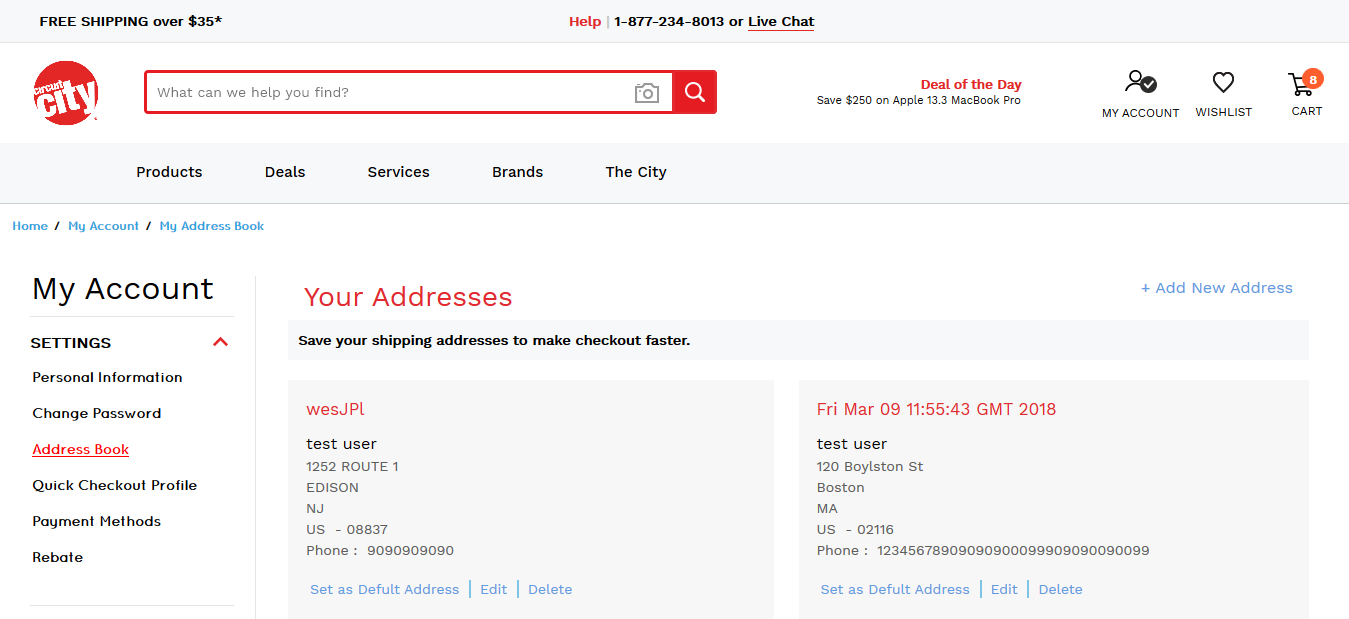 FREE SHIPPING over $35*
Help | 1-877-234-8013 or Live Chat
circuit city
What can we help you find?
Deal of the Day
Save $250 on Apple 13.3 MacBook Pro
MY ACCOUNT
WISHLIST
8
CART
Products Deals Services Brands The City
Home / My Account / My Address Book
My Account
SETTINGS
Personal Information
Change Password
Address Book
Quick Checkout Profile
Payment Methods
Rebate
Your Addresses
+ Add New Address
Save your shipping addresses to make checkout faster.
wesJPl
test user
1252 ROUTE 1
EDISON
NJ
US - 08837
Phone : 9090909090
Set as Defult Address | Edit | Delete
Fri Mar 09 11:55:43 GMT 2018
test user
120 Boylston St
Boston
MA
US - 02116
Phone : 12345678909090900099909090090099
Set as Defult Address | Edit | Delete